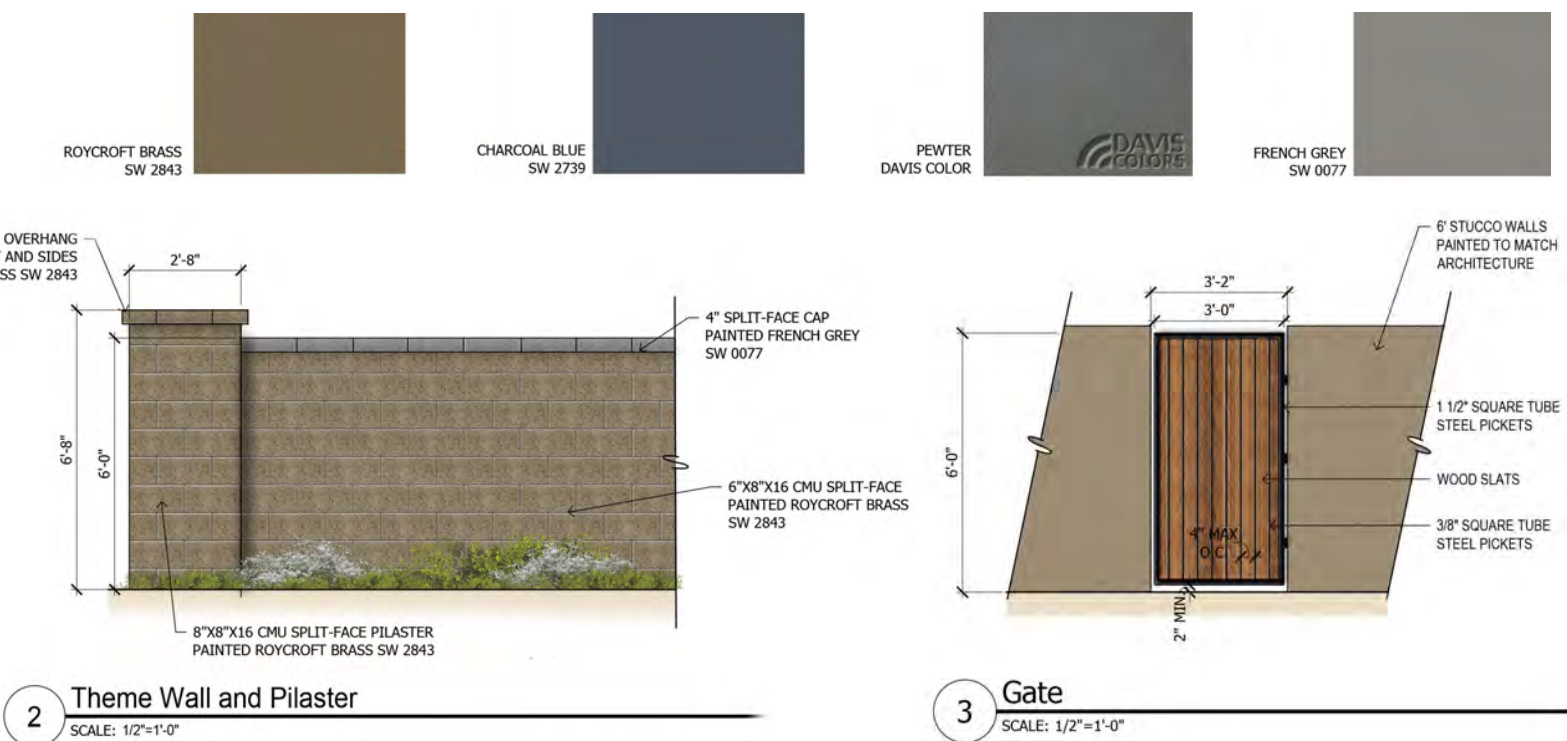 ROYCROFT BRASS
SW 2843
CHARCOAL BLUE
SW 2739
PEWTER
DAVIS COLOR
DAVIS
COLORS
FRENCH GREY
SW 0077
OVERHANG
AND SIDES
SS SW 2843
2'-8"
6'-8"
6'-0"
4" SPLIT-FACE CAP
PAINTED FRENCH GREY
SW 0077
6"X8"X16 CMU SPLIT-FACE
PAINTED ROYCROFT BRASS
SW 2843
8"X8"X16 CMU SPLIT-FACE PILASTER
PAINTED ROYCROFT BRASS SW 2843
2
Theme Wall and Pilaster
SCALE: 1/2"=1'-0"
6' STUCCO WALLS
PAINTED TO MATCH
ARCHITECTURE
3'-2"
3'-0"
6'-0"
1 1/2" SQUARE TUBE
STEEL PICKETS
WOOD SLATS
3/8" SQUARE TUBE
STEEL PICKETS
4" MAX
O.C.
2" MIN.
3
Gate
SCALE: 1/2"=1'-0"